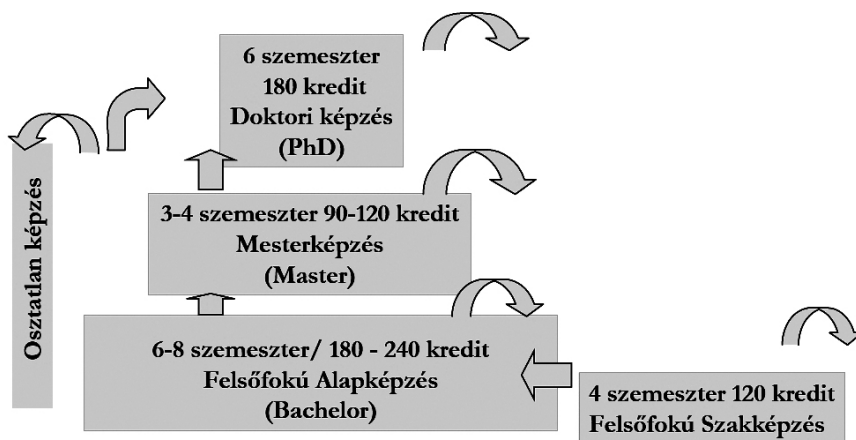 6 szemeszter
180 kredit
Doktori képzés
(PhD)
Osztatlan képzés
3-4 szemeszter 90-120 kredit
Mesterképzés
(Master)
6-8 szemeszter/ 180 - 240 kredit
Felsőfokú Alapképzés
(Bachelor)
4 szemeszter 120 kredit
Felsőfokú Szakképzés